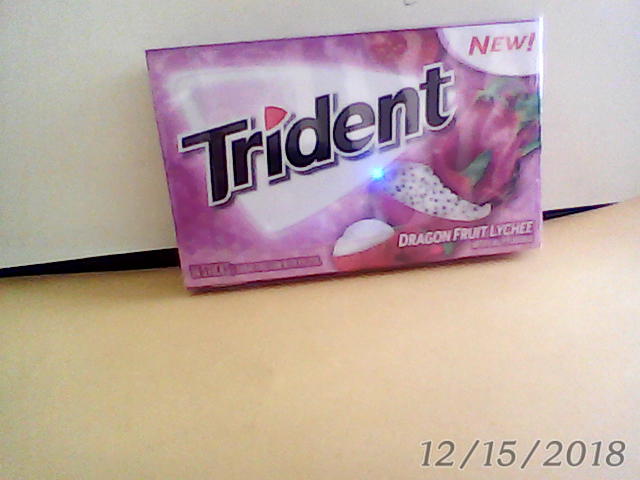 NEW!
Trident
DRAGON FRUIT LYCHEE
12/15/2018